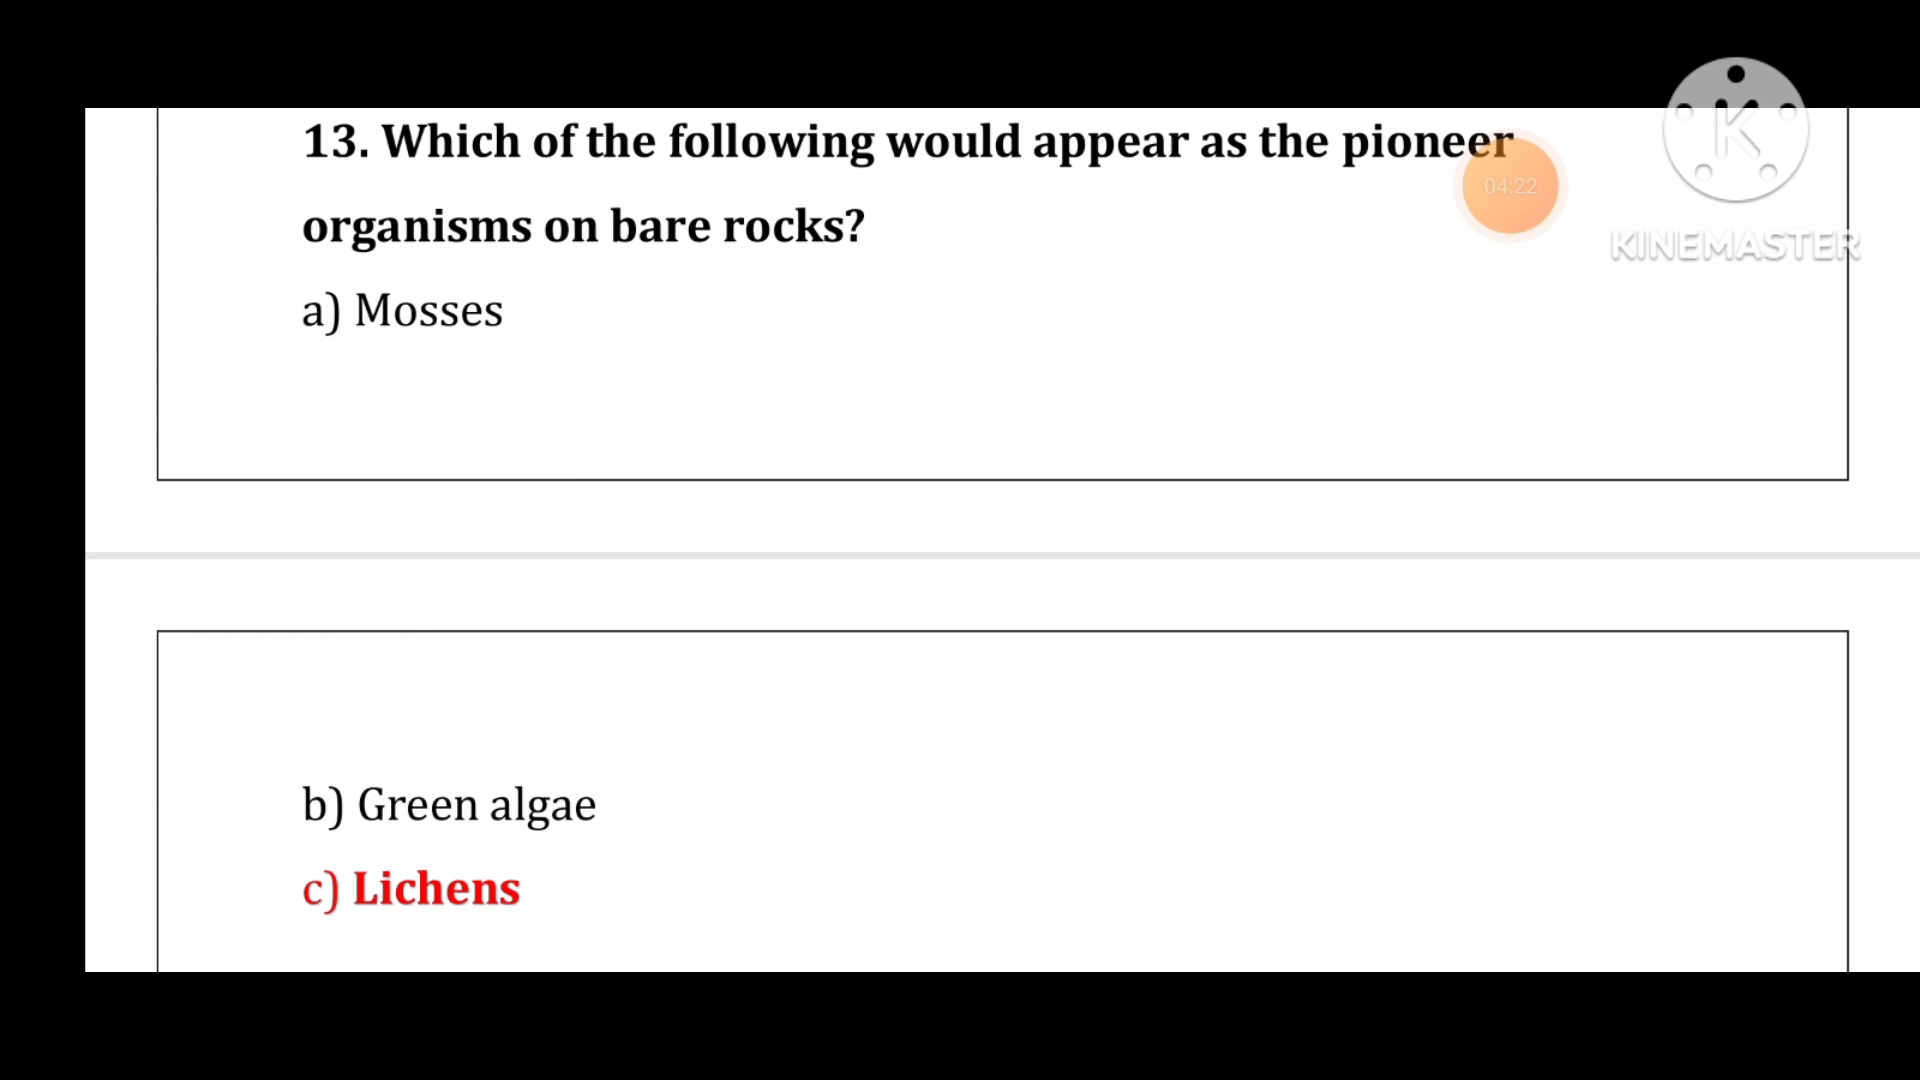 13. Which of the following would appear as the pioneer
organisms on bare rocks?
a) Mosses
04:22
K
KINEMASTER
b) Green algae
c) Lichens